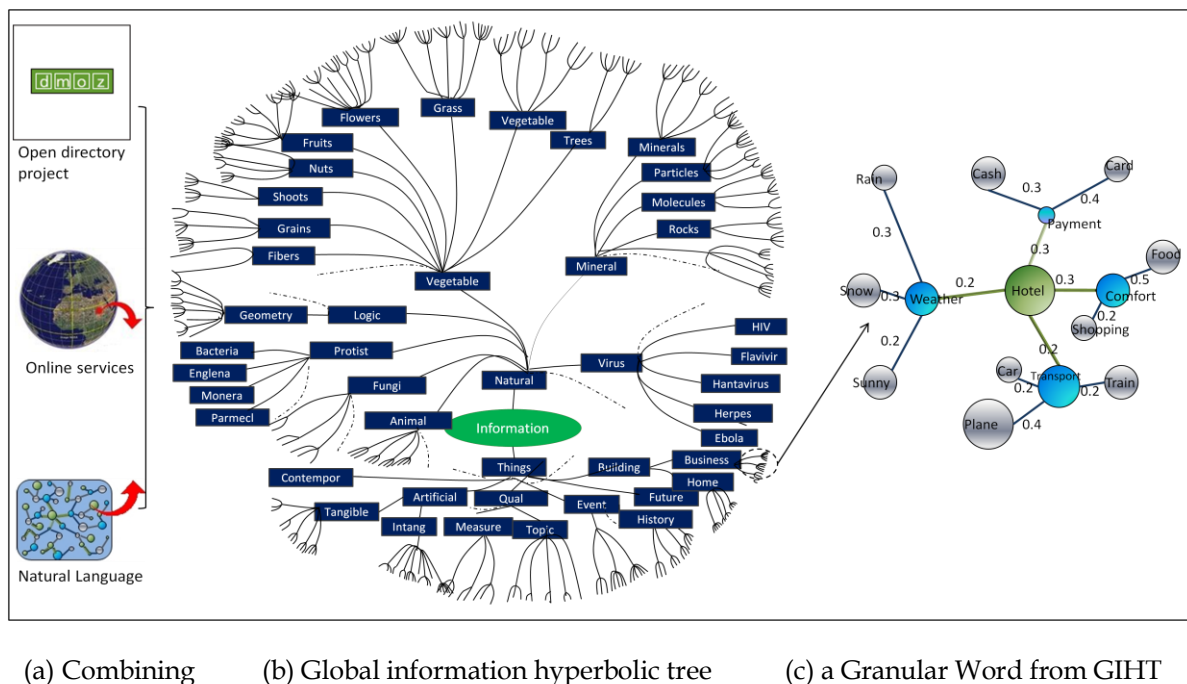 dmoz
Open directory
project
Online services
Natural Language
Flowers
Grass
Vegetable
Trees
Fruits
Nuts
Shoots
Grains
Fibers
Minerals
Particles
Molecules
Rocks
Vegetable
Mineral
Geometry
Logic
Bacteria
Protist
Englena
Monera
Parmecl
Fungi
Animal
Natural
Virus
HIV
Flavivir
Hantavirus
Herpes
Ebola
Information
Things
Building
Business
Home
Contempor
Artificial
Qual
Event
Future
History
Tangible
Intang
Measure
Topic
Rain
Cash
Card
0.3
0.4
Payment
0.3
0.3
Food
Snow
0.3
Weather
0.2
Hotel
0.3
0.5
Comfort
0.2
Shopping
0.2
Sunny
0.2
Car
Transport
Train
0.2
0.2
Plane
0.4
(a) Combining
(b) Global information hyperbolic tree
(c) a Granular Word from GIHT